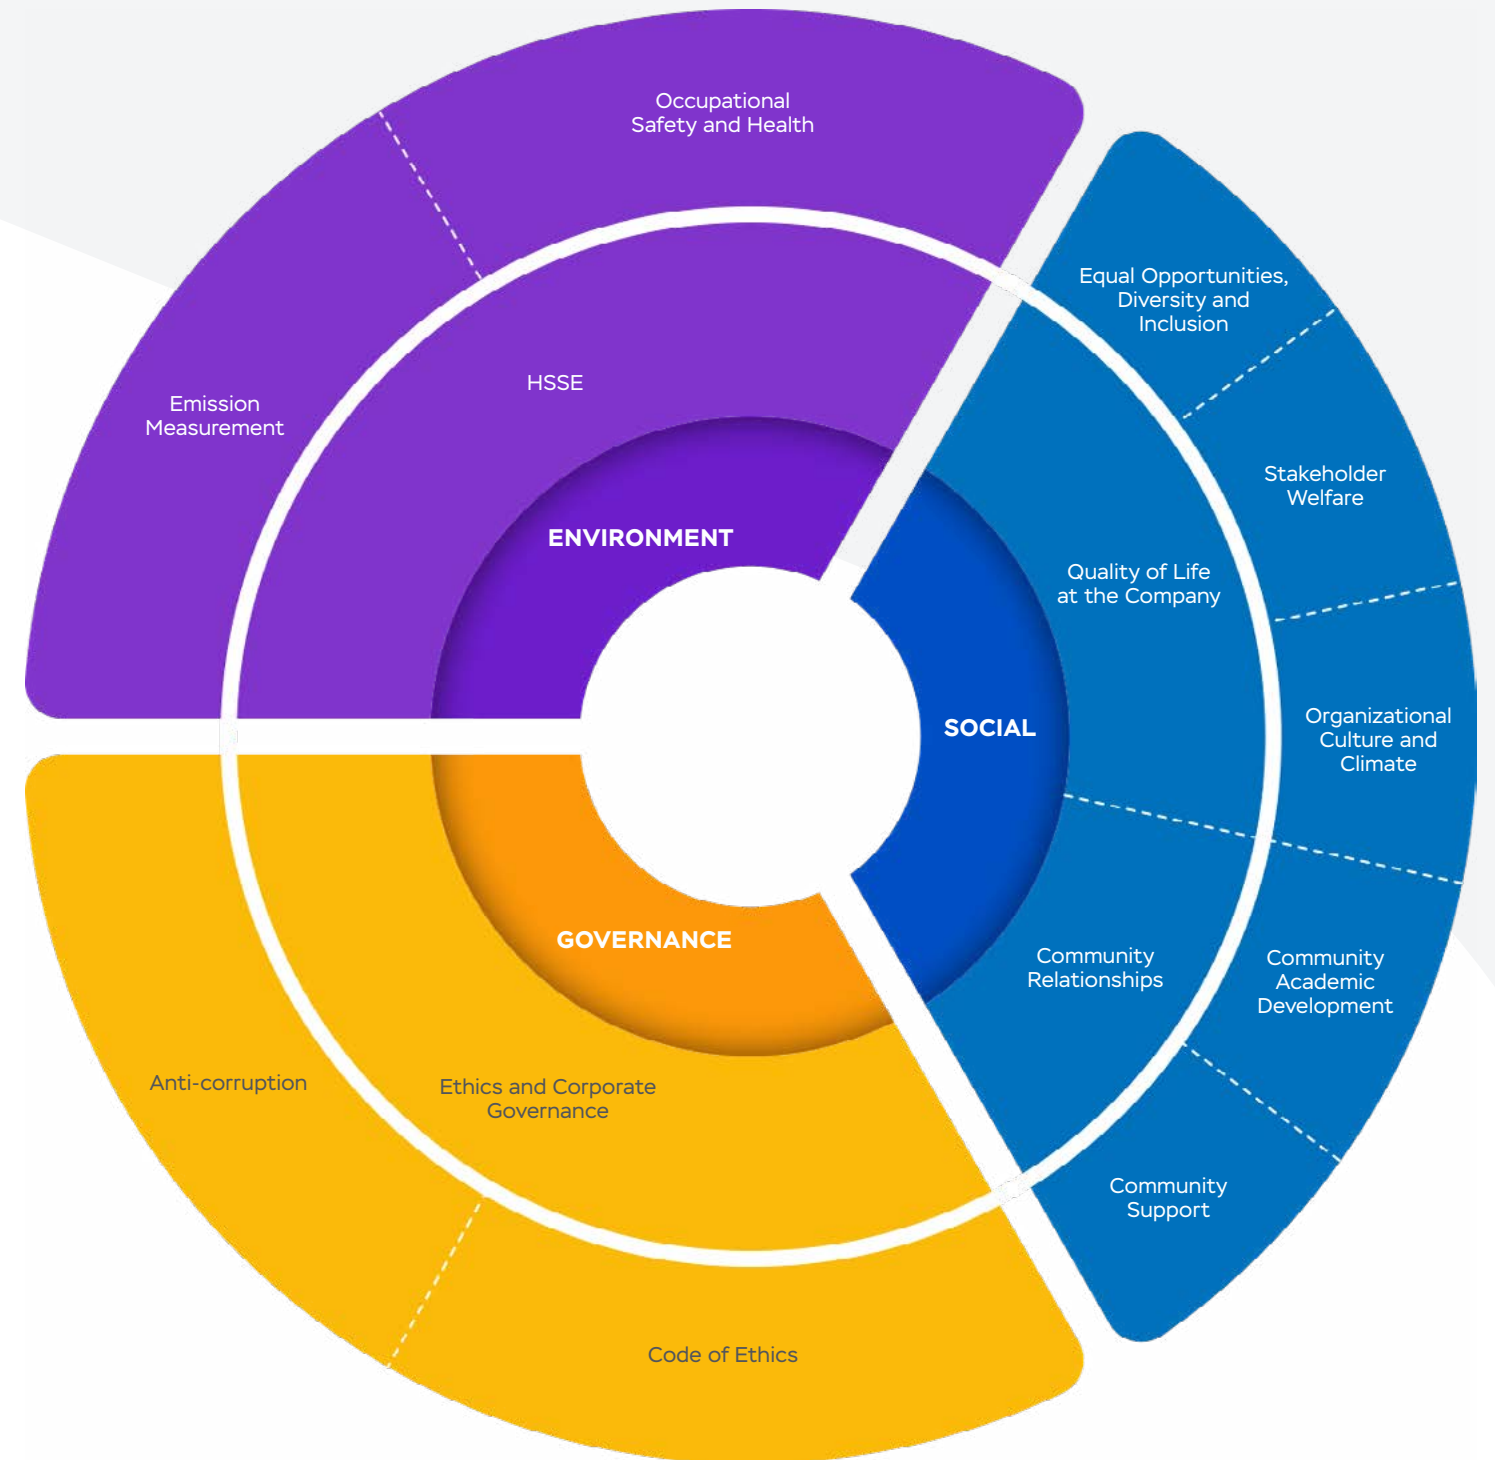 Occupational
Safety and Health
Emission
Measurement
HSSE
ENVIRONMENT
Equal Opportunities,
Diversity and
Inclusion
Stakeholder
Welfare
Quality of Life
at the Company
Organizational
Culture and
Climate
SOCIAL
Community
Relationships
Community
Academic
Development
Community
Support
GOVERNANCE
Ethics and Corporate
Governance
Anti-corruption
Code of Ethics